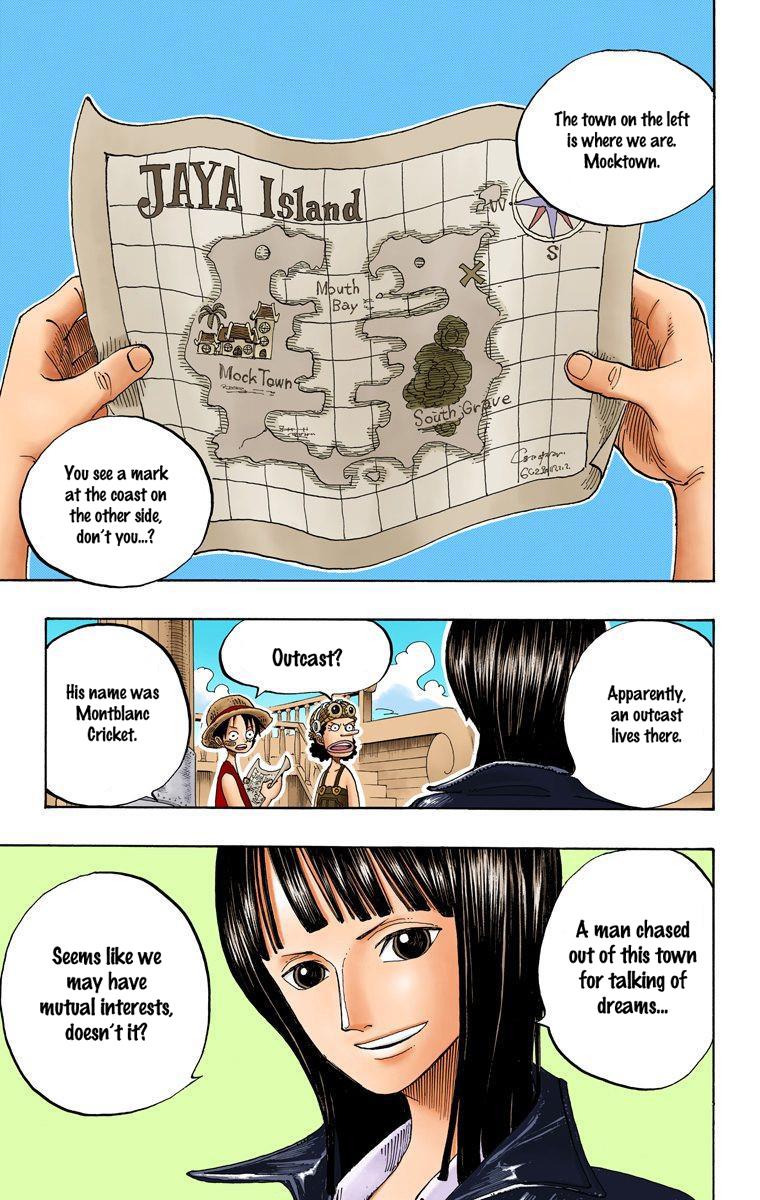 The town on the left
is where we are.
Mocktown.
JAYA Island
W
S
Mouth
Bay
MockTown
South Grave
You see a mark
at the coast on
the other side,
don't you...?
Apparently,
an outcast
lives there.
Outcast?
His name was
Montblanc
Cricket.
A man chased
out of this town
for talking of
dreams...
Seems like we
may have
mutual interests,
doesn't it?